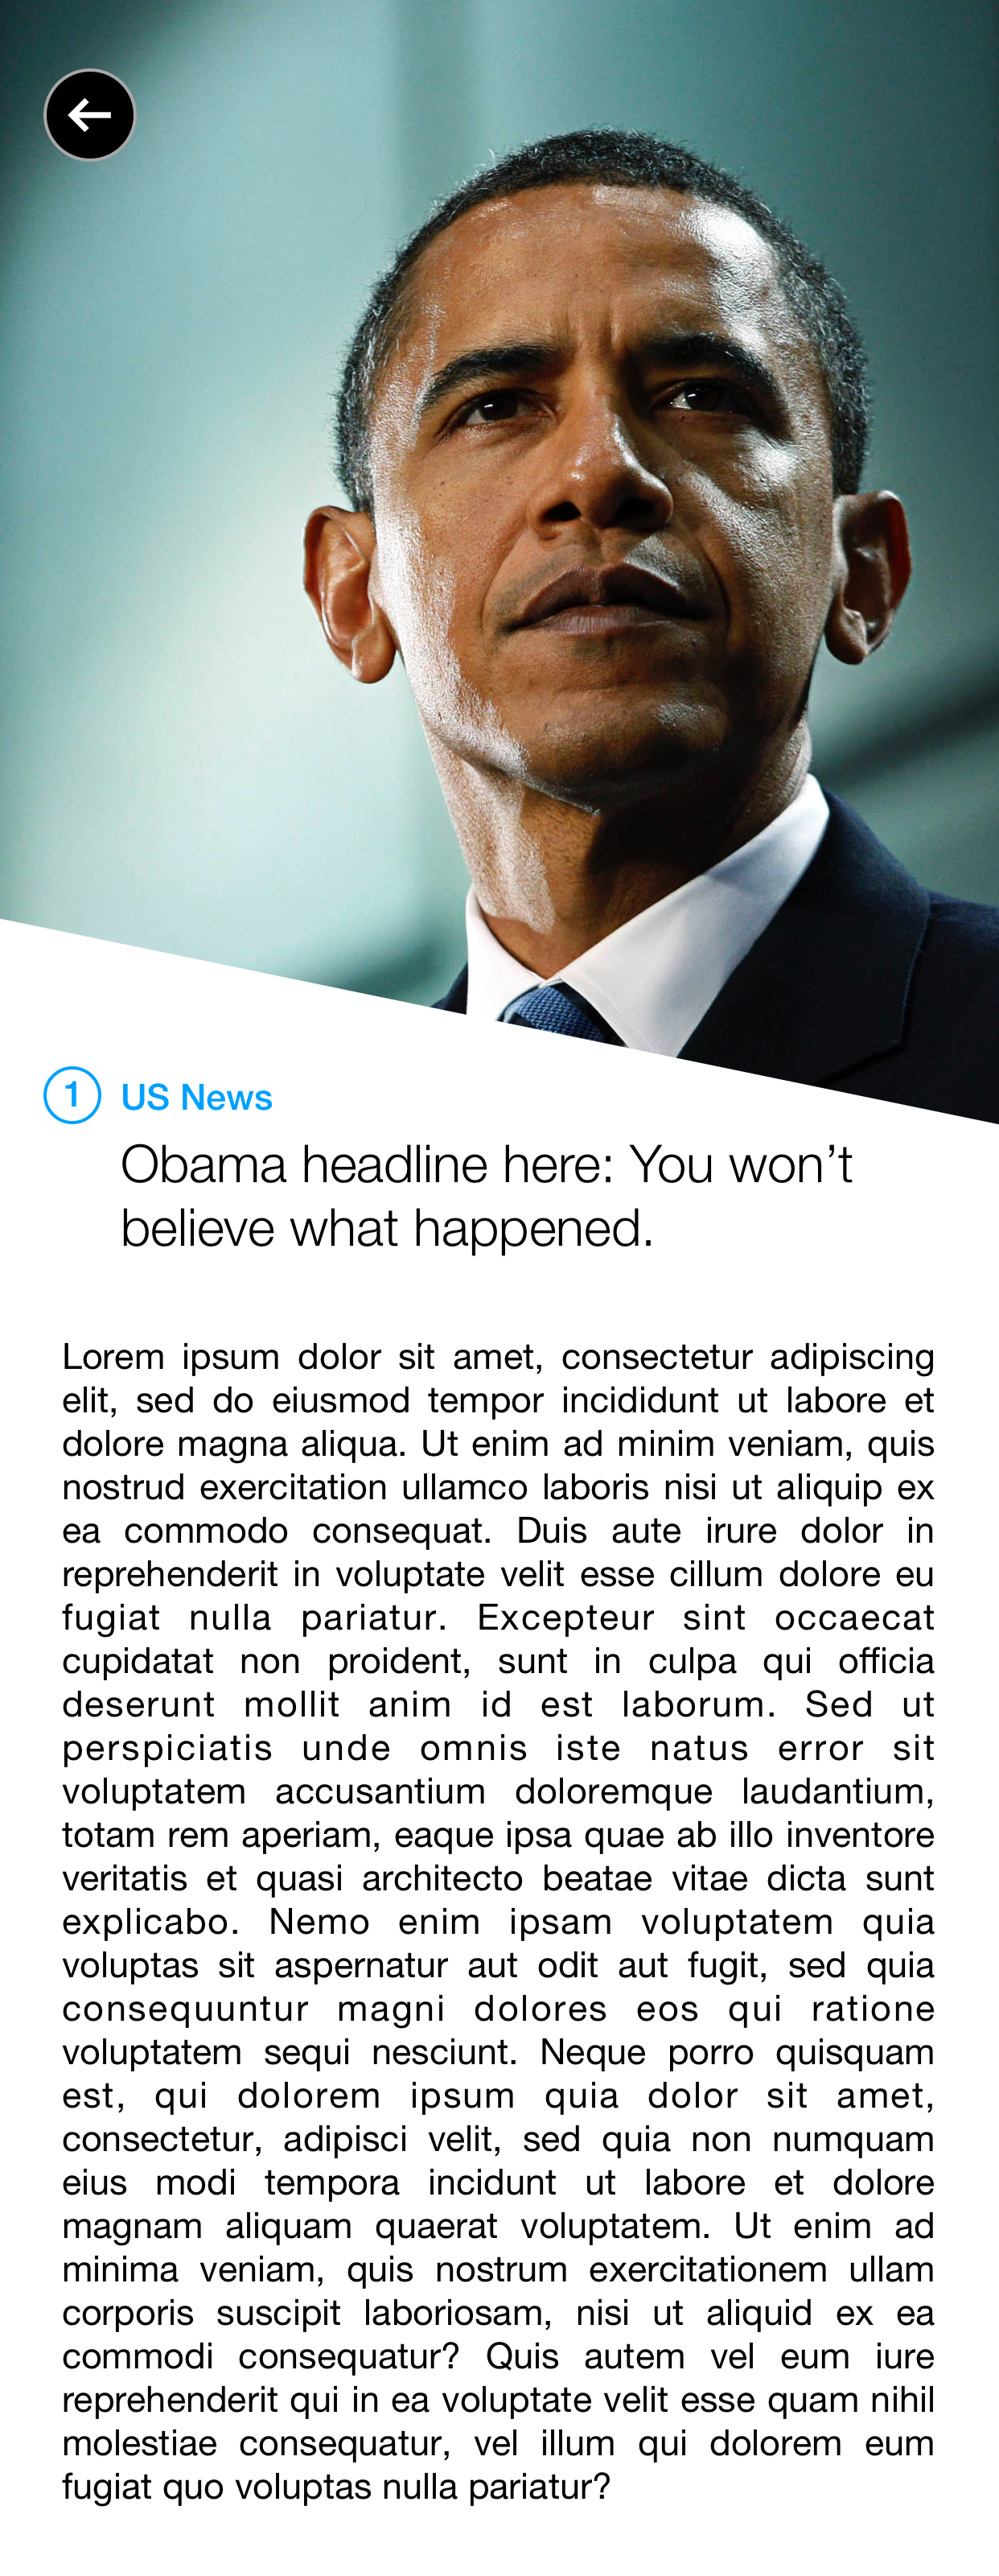 1 US News
Obama headline here: You won’t
believe what happened.
Lorem ipsum dolor sit amet, consectetur adipiscing
elit, sed do eiusmod tempor incididunt ut labore et
dolore magna aliqua. Ut enim ad minim veniam, quis
nostrud exercitation ullamco laboris nisi ut aliquip ex
ea commodo consequat. Duis aute irure dolor in
reprehenderit in voluptate velit esse cillum dolore eu
fugiat nulla pariatur. Excepteur sint occaecat
cupidatat non proident, sunt in culpa qui officia
deserunt mollit anim id est laborum. Sed ut
perspiciatis unde omnis iste natus error sit
voluptatem accusantium doloremque laudantium,
totam rem aperiam, eaque ipsa quae ab illo inventore
veritatis et quasi architecto beatae vitae dicta sunt
explicabo. Nemo enim ipsam voluptatem quia
voluptas sit aspernatur aut odit aut fugit, sed quia
consequuntur magni dolores eos qui ratione
voluptatem sequi nesciunt. Neque porro quisquam
est, qui dolorem ipsum quia dolor sit amet,
consectetur, adipisci velit, sed quia non numquam
eius modi tempora incidunt ut labore et dolore
magnam aliquam quaerat voluptatem. Ut enim ad
minima veniam, quis nostrum exercitationem ullam
corporis suscipit laboriosam, nisi ut aliquid ex ea
commodi consequatur? Quis autem vel eum iure
reprehenderit qui in ea voluptate velit esse quam nihil
molestiae consequatur, vel illum qui dolorem eum
fugiat quo voluptas nulla pariatur?